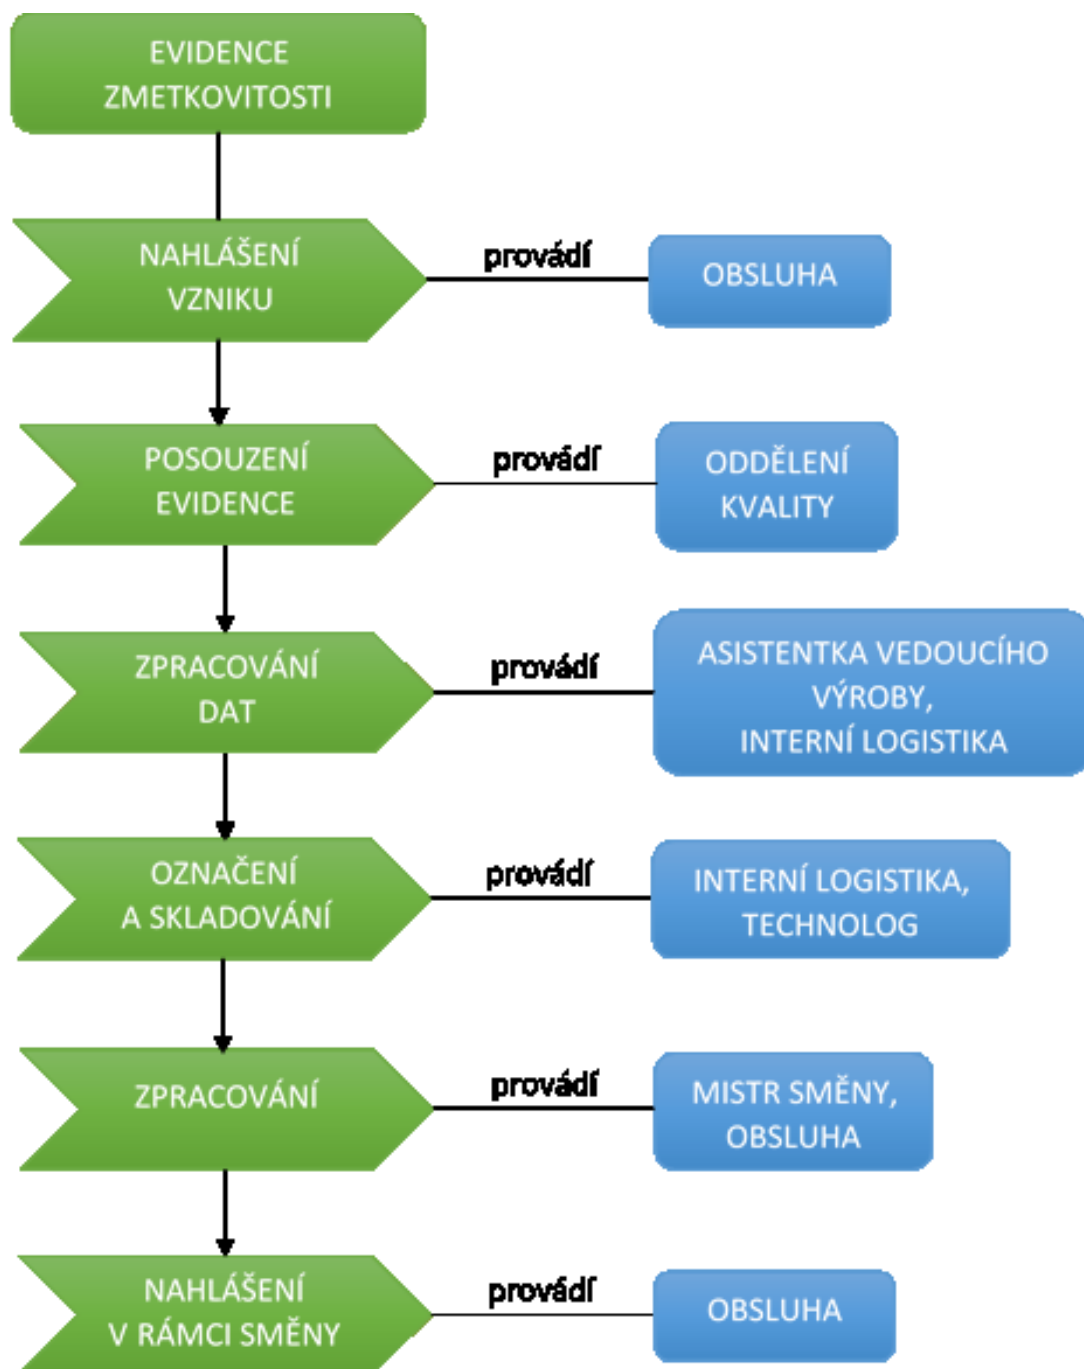 EVIDENCE
ZMETKOVITOSTI
NAHLÁŠENÍ
VZNIKU
provádí
OBSLUHA
POSOUZENÍ
EVIDENCE
provádí
ODDĚLENÍ
KVALITY
ZPRACOVÁNÍ
DAT
provádí
ASISTENTKA VEDOUCÍHO
VÝROBY,
INTERNÍ LOGISTIKA
OZNAČENÍ
A SKLADOVÁNÍ
provádí
INTERNÍ LOGISTIKA,
TECHNOLOG
ZPRACOVÁNÍ
provádí
MISTR SMĚNY,
OBSLUHA
NAHLÁŠENÍ
V RÁMCI SMĚNY
provádí
OBSLUHA